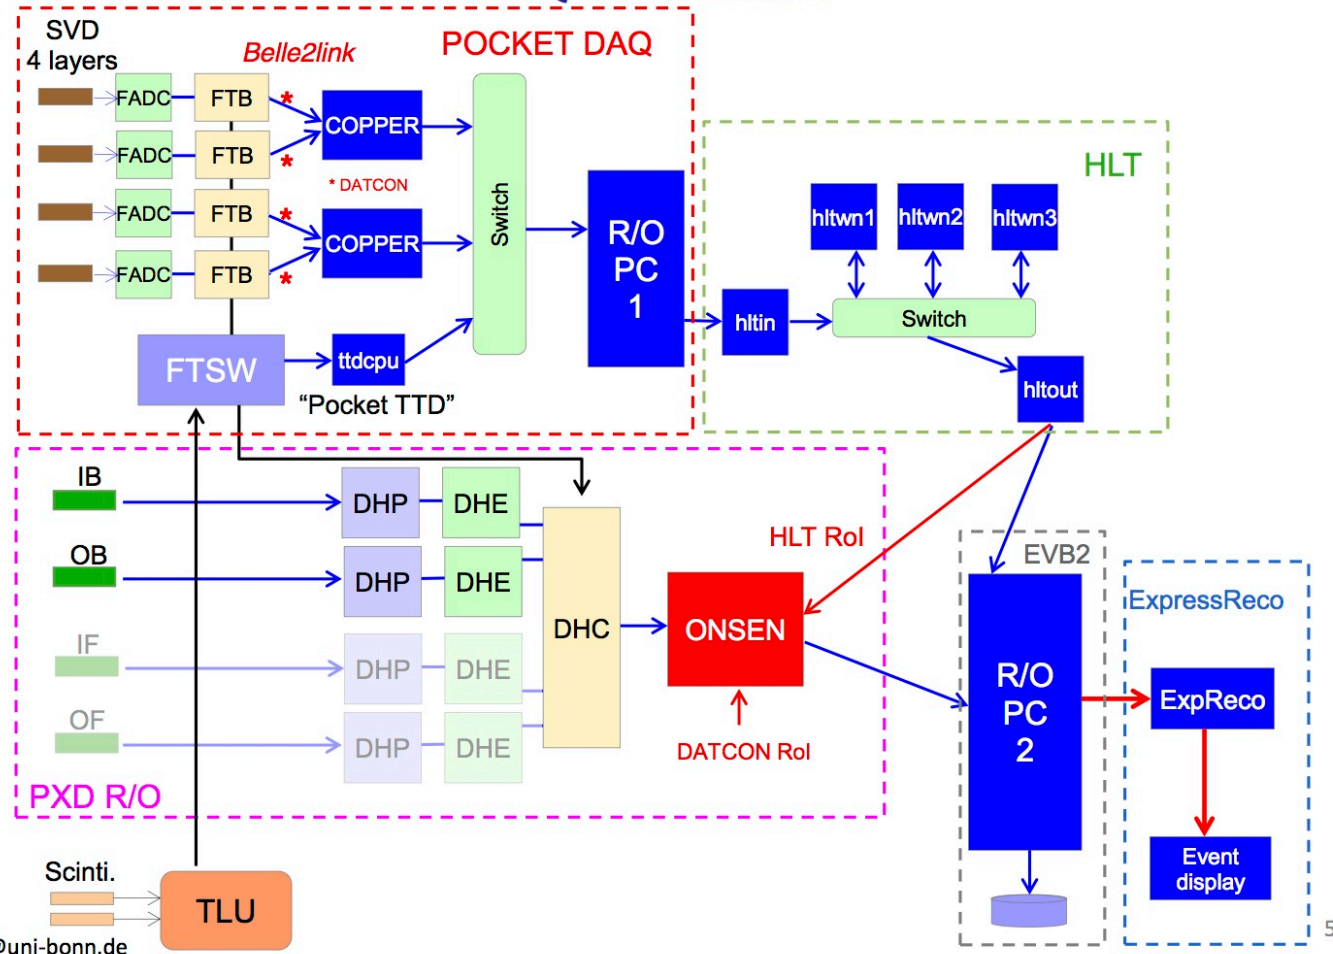 SVD
4 layers
Belle2link
POCKET DAQ
FADC
FTB
*
COPPER
FADC
FTB
*
* DATCON
FADC
FTB
*
COPPER
FADC
FTB
*
Switch
R/O
PC
1
FTSW
ttdcpu
“Pocket TTD”
HLT
hltwn1
hltwn2
hltwn3
hltin
Switch
hltout
IB
DHP
DHE
OB
DHP
DHE
IF
DHP
DHE
OF
DHP
DHE
DHC
HLT RoI
ONSEN
DATCON RoI
PXD R/O
EVB2
R/O
PC
2
ExpressReco
ExpReco
Event
display
Scinti.
TLU
uni-bonn.de
5